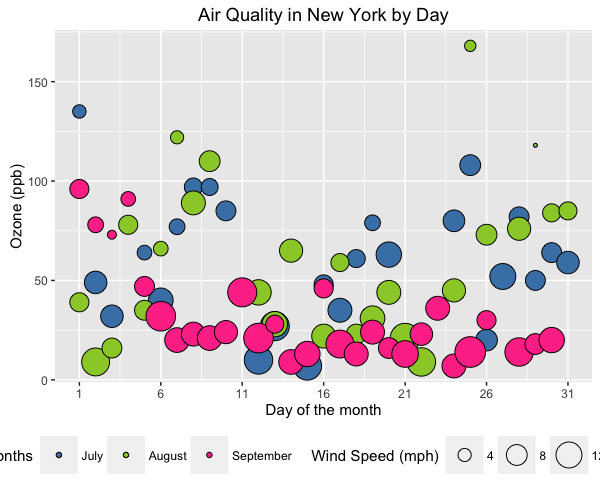 Air Quality in New York by Day
Ozone (ppb)
150
100
50
0
1 6 11 16 21 26 31
Day of the month
onths July August September Wind Speed (mph) 4 8 12